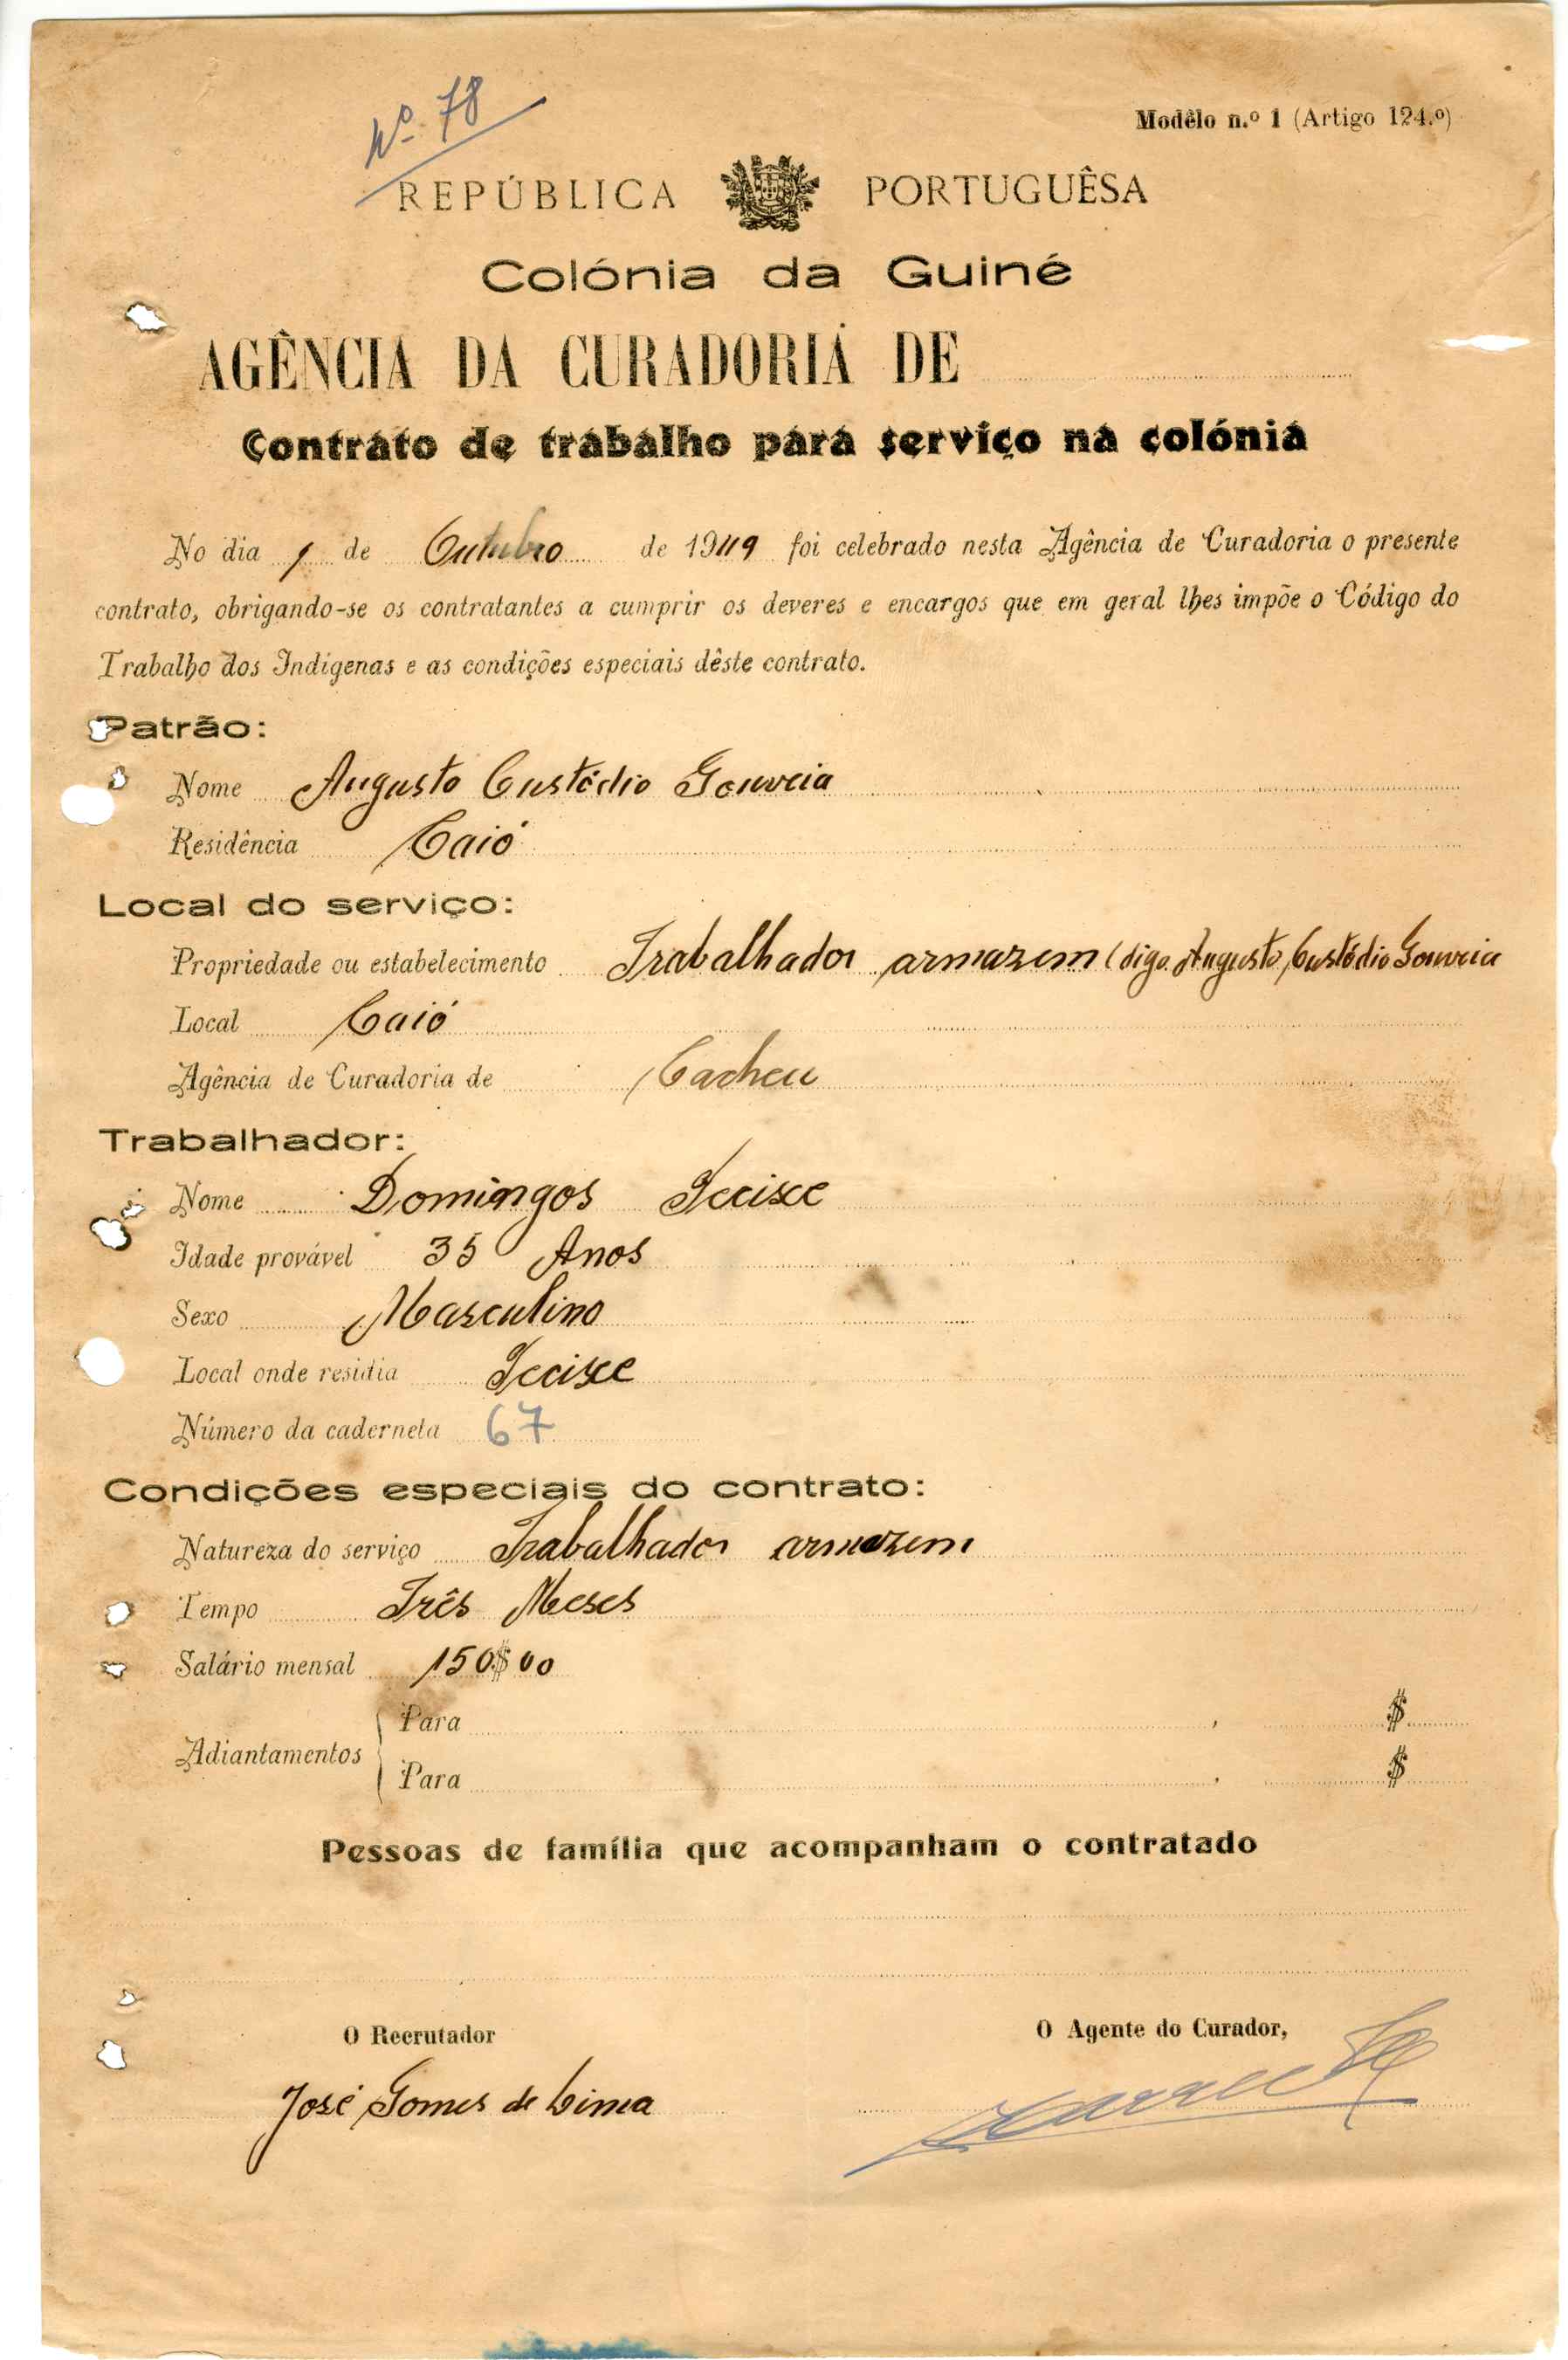 Nº 78
Modêlo n.º 1 (Artigo 124.º)
REPÚBLICA PORTUGUÊSA
Colónia da Guiné
AGÊNCIA DA CURADORIA DE
Contrato de trabalho para serviço na colónia
No dia 1 de Outubro de 1949 foi celebrado nesta Agência de Curadoria o presente
contrato, obrigando-se os contratantes a cumprir os deveres e encargos que em geral lhes impõe o Código do
Trabalho dos Indígenas e as condições especiais dêste contrato.
Patrão:
Nome Augusto Custódio Gouveia
Residência Caió
Local do serviço:
Propriedade ou estabelecimento Trabalhador armazem (digo Augusto Custódio Gouveia
Local Caió
Agência de Curadoria de Cacheu
Trabalhador:
Nome Domingos
Idade provável 35 Anos
Sexo Masculino
Local onde residia
Número da caderneta 67
Condições especiais do contrato:
Natureza do serviço Trabalhador armazem
Tempo Três Meses
Salário mensal 150$00
Adiantamentos
Para $
Para $
Pessoas de família que acompanham o contratado
O Recrutador
O Agente do Curador,
José Gomes de Lima